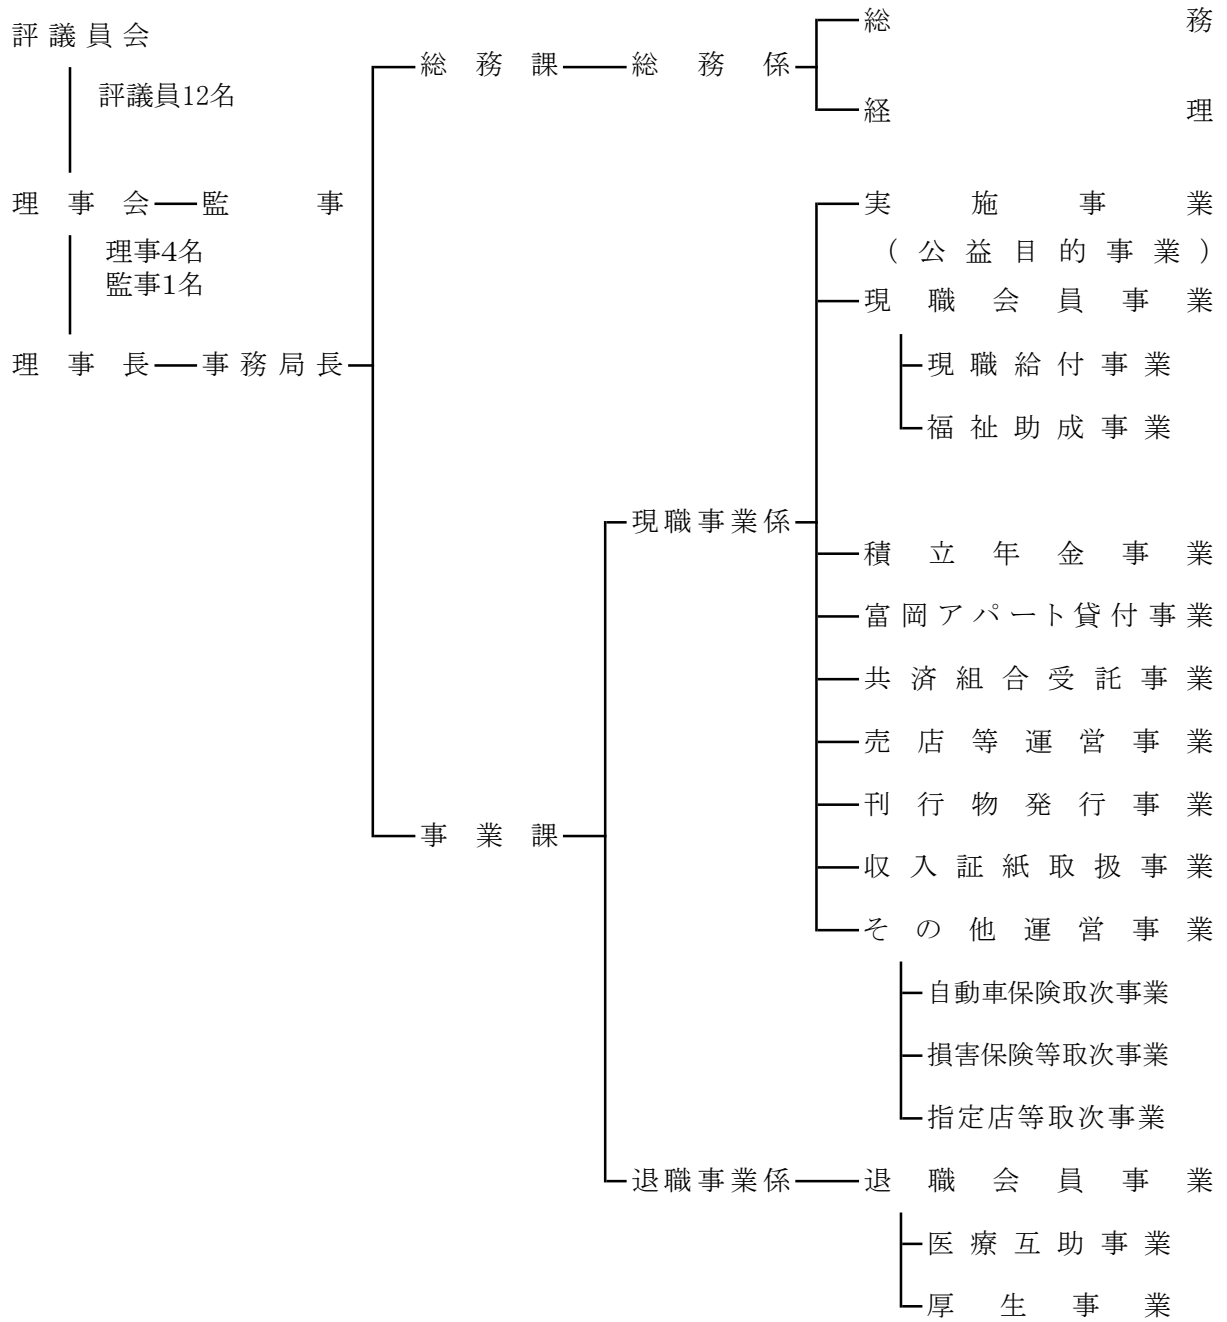 評議員会
評議員12名
理事会 監事
理事4名
監事1名
理事長 事務局長
総務課 総務係
総務
経理
事業課
現職事業係
実施事業
(公益目的事業)
現職会員事業
現職給付事業
福祉助成事業
積立年金事業
富岡アパート貸付事業
共済組合受託事業
売店等運営事業
刊行物発行事業
収入証紙取扱事業
その他運営事業
自動車保険取次事業
損害保険等取次事業
指定店等取次事業
退職事業係 退職会員事業
医療互助事業
厚生事業